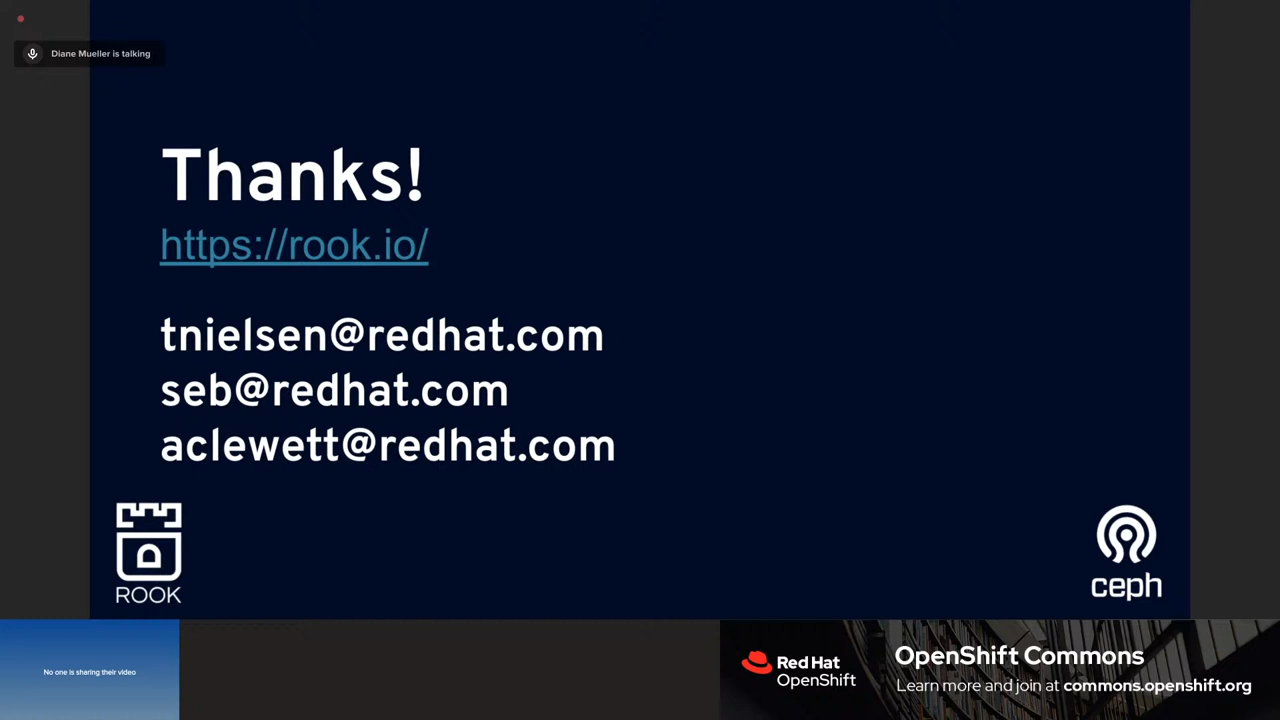 Diane Mueller is talking
Thanks!
https://rook.io/
tnielsen@redhat.com
seb@redhat.com
aclewett@redhat.com
ROOK
ceph
No one is sharing their video
Red Hat
OpenShift
OpenShift Commons
Learn more and join at commons.openshift.org